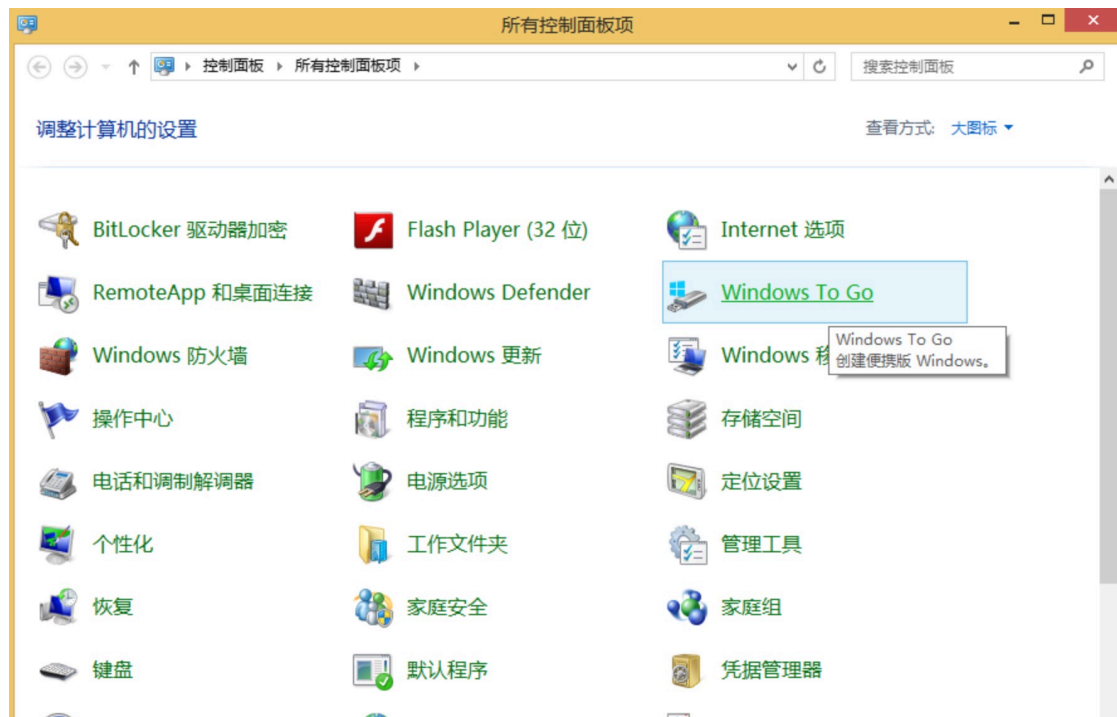 所有控制面板项
控制面板 所有控制面板项
搜索控制面板
调整计算机的设置
查看方式: 大图标
BitLocker 驱动器加密
Flash Player (32 位)
Internet 选项
RemoteApp 和桌面连接
Windows Defender
Windows To Go
Windows 防火墙
Windows 更新
Windows 移
Windows To Go
创建便携版 Windows。
操作中心
程序和功能
存储空间
电话和调制解调器
电源选项
定位设置
个性化
工作文件夹
管理工具
恢复
家庭安全
家庭组
键盘
默认程序
凭据管理器